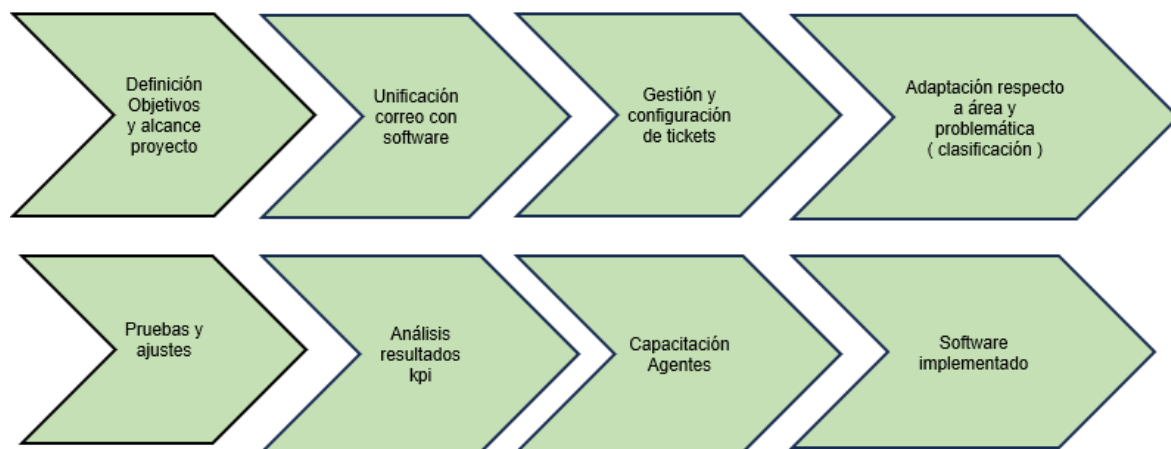 Definición
Objetivos
y alcance
proyecto
Unificación
correo con
software
Gestión y
configuración
de tickets
Adaptación respecto
a área y
problemática
( clasificación )
Pruebas y
ajustes
Análisis
resultados
kpi
Capacitación
Agentes
Software
implementado